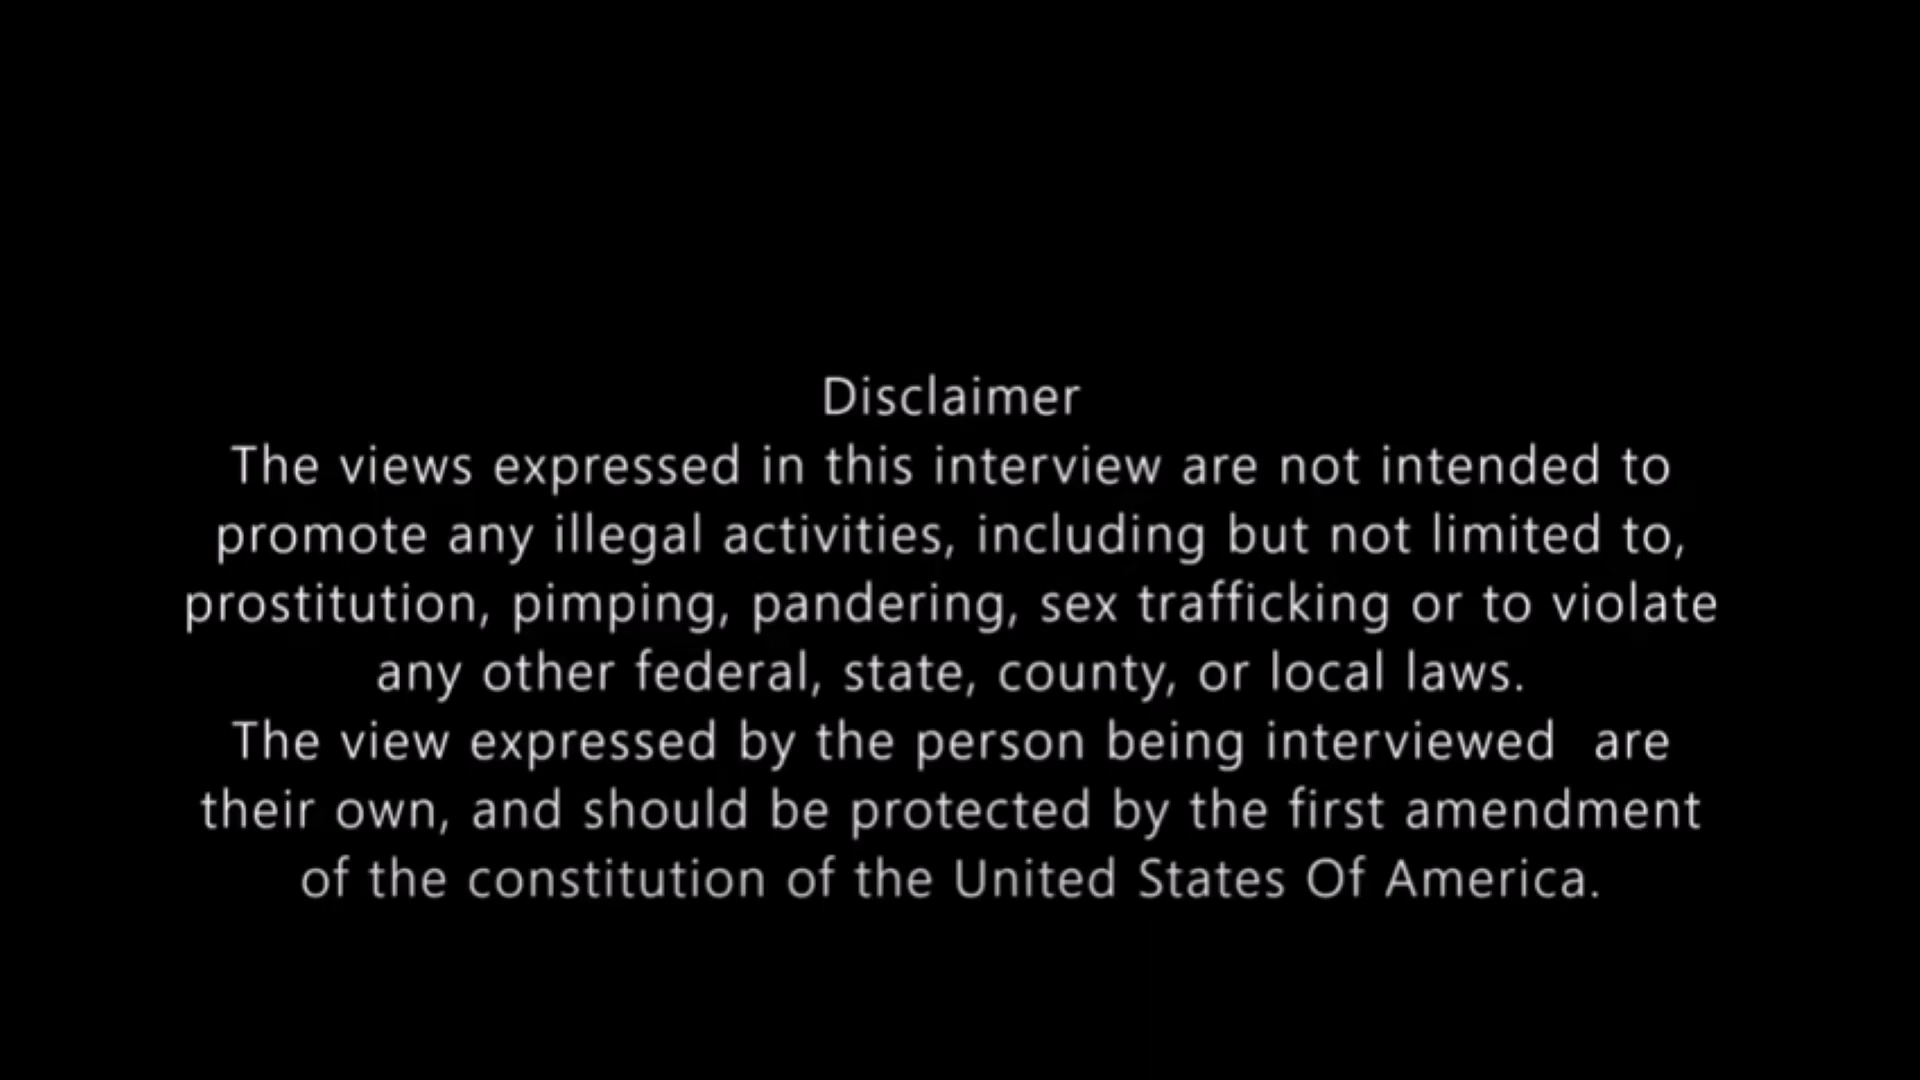 Disclaimer
The views expressed in this interview are not intended to
promote any illegal activities, including but not limited to,
prostitution, pimping, pandering, sex trafficking or to violate
any other federal, state, county, or local laws.
The view expressed by the person being interviewed  are
their own, and should be protected by the first amendment
of the constitution of the United States Of America.